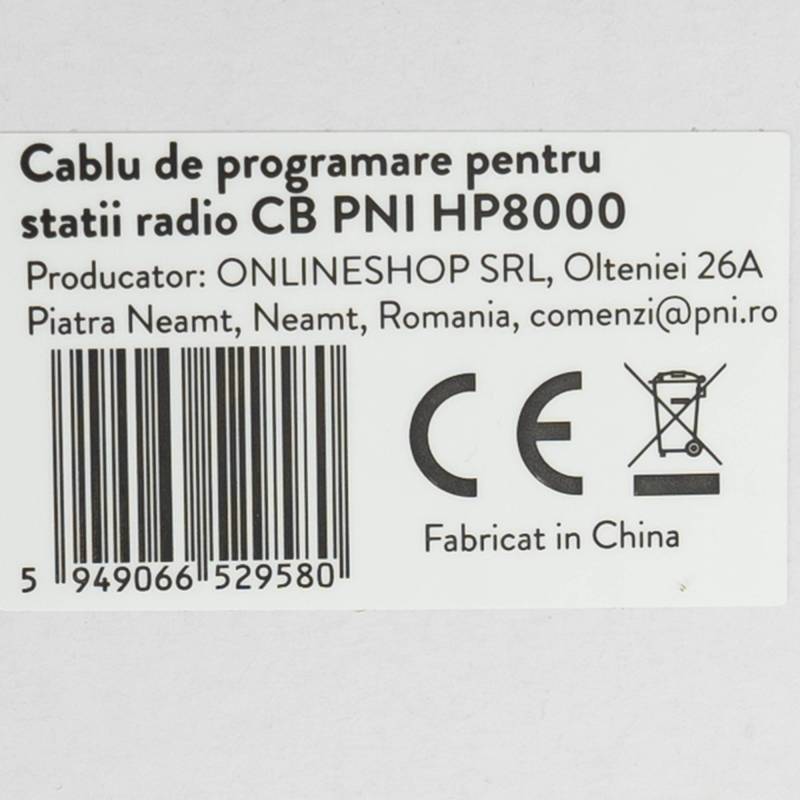 Cablu de programare pentru
statii radio CB PNI HP8000
Producator: ONLINESHOP SRL, Olteniei 26A
Piatra Neamt, Neamt, Romania, comenzi@pni.ro
CE
Fabricat in China
5 949066 529580